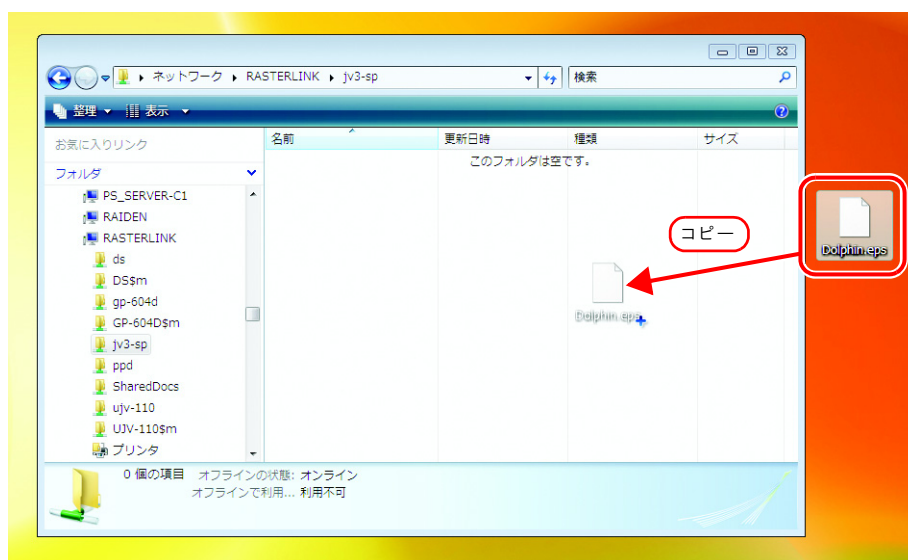 ネットワーク ▸ RASTERLINK ▸ jv3-sp
検索
整理 表示
お気に入りリンク
名前 更新日時 種類 サイズ
このフォルダは空です。
フォルダ
PS_SERVER-C1
RAIDEN
RASTERLINK
ds
DS$m
gp-604d
GP-604D$m
jv3-sp
ppd
SharedDocs
ujv-110
UJV-110$m
プリンタ
コピー
Dolphin.eps
Dolphin.eps
0 個の項目 オフラインの状態: オンライン
オフラインで利用... 利用不可